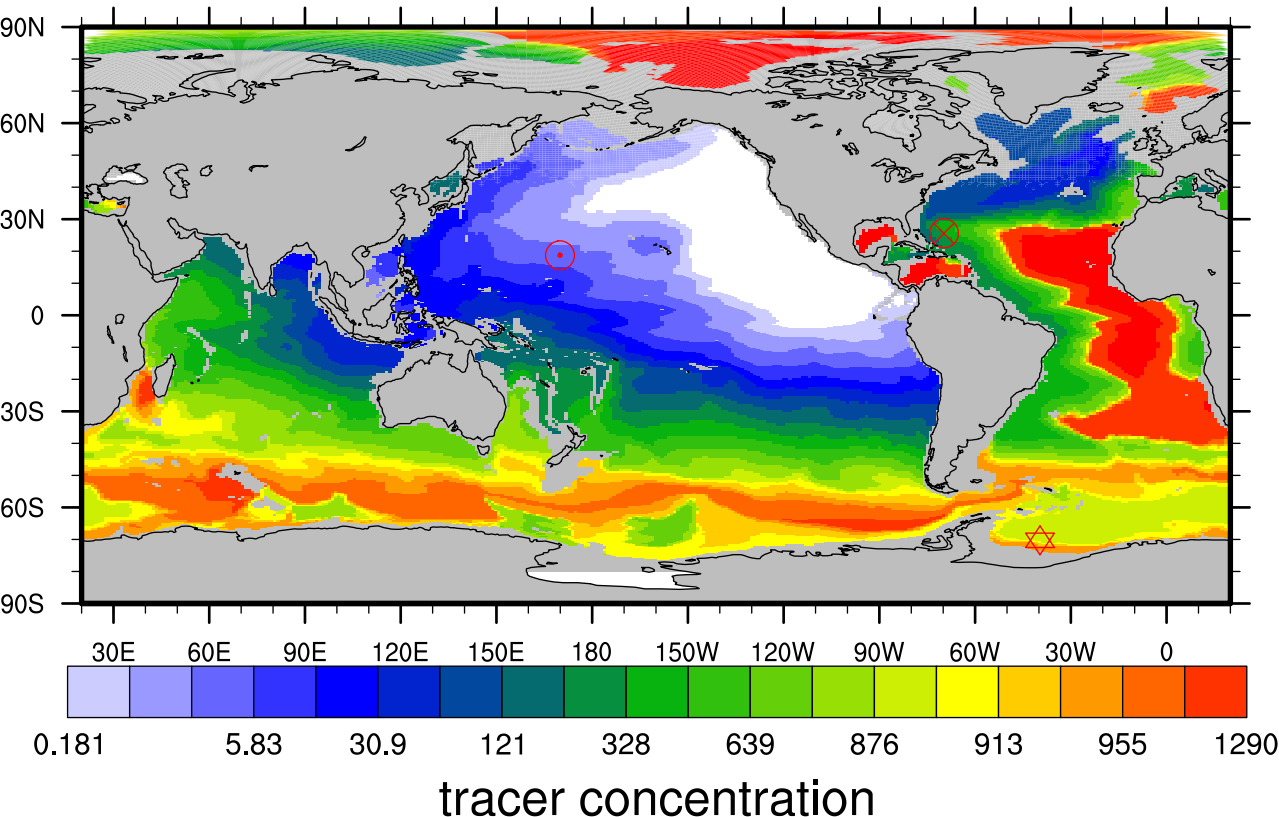 90N
60N
30N
0
30S
60S
90S
30E 60E 90E 120E 150E 180 150W 120W 90W 60W 30W 0
0.181 5.83 30.9 121 328 639 876 913 955 1290
tracer concentration